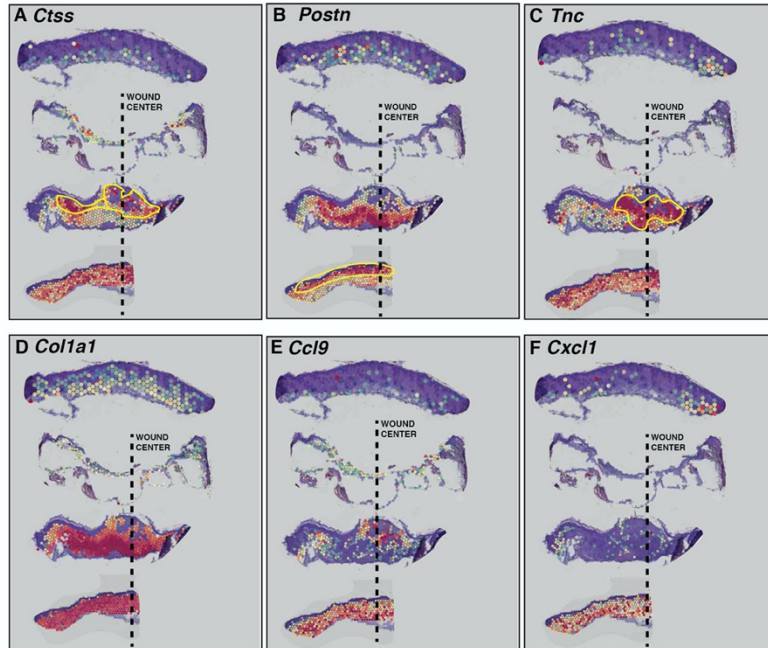 A Ctss
WOUND
CENTER
B Postn
WOUND
CENTER
C Tnc
WOUND
CENTER
D Col1a1
WOUND
CENTER
E Ccl9
WOUND
CENTER
F Cxcl1
WOUND
CENTER